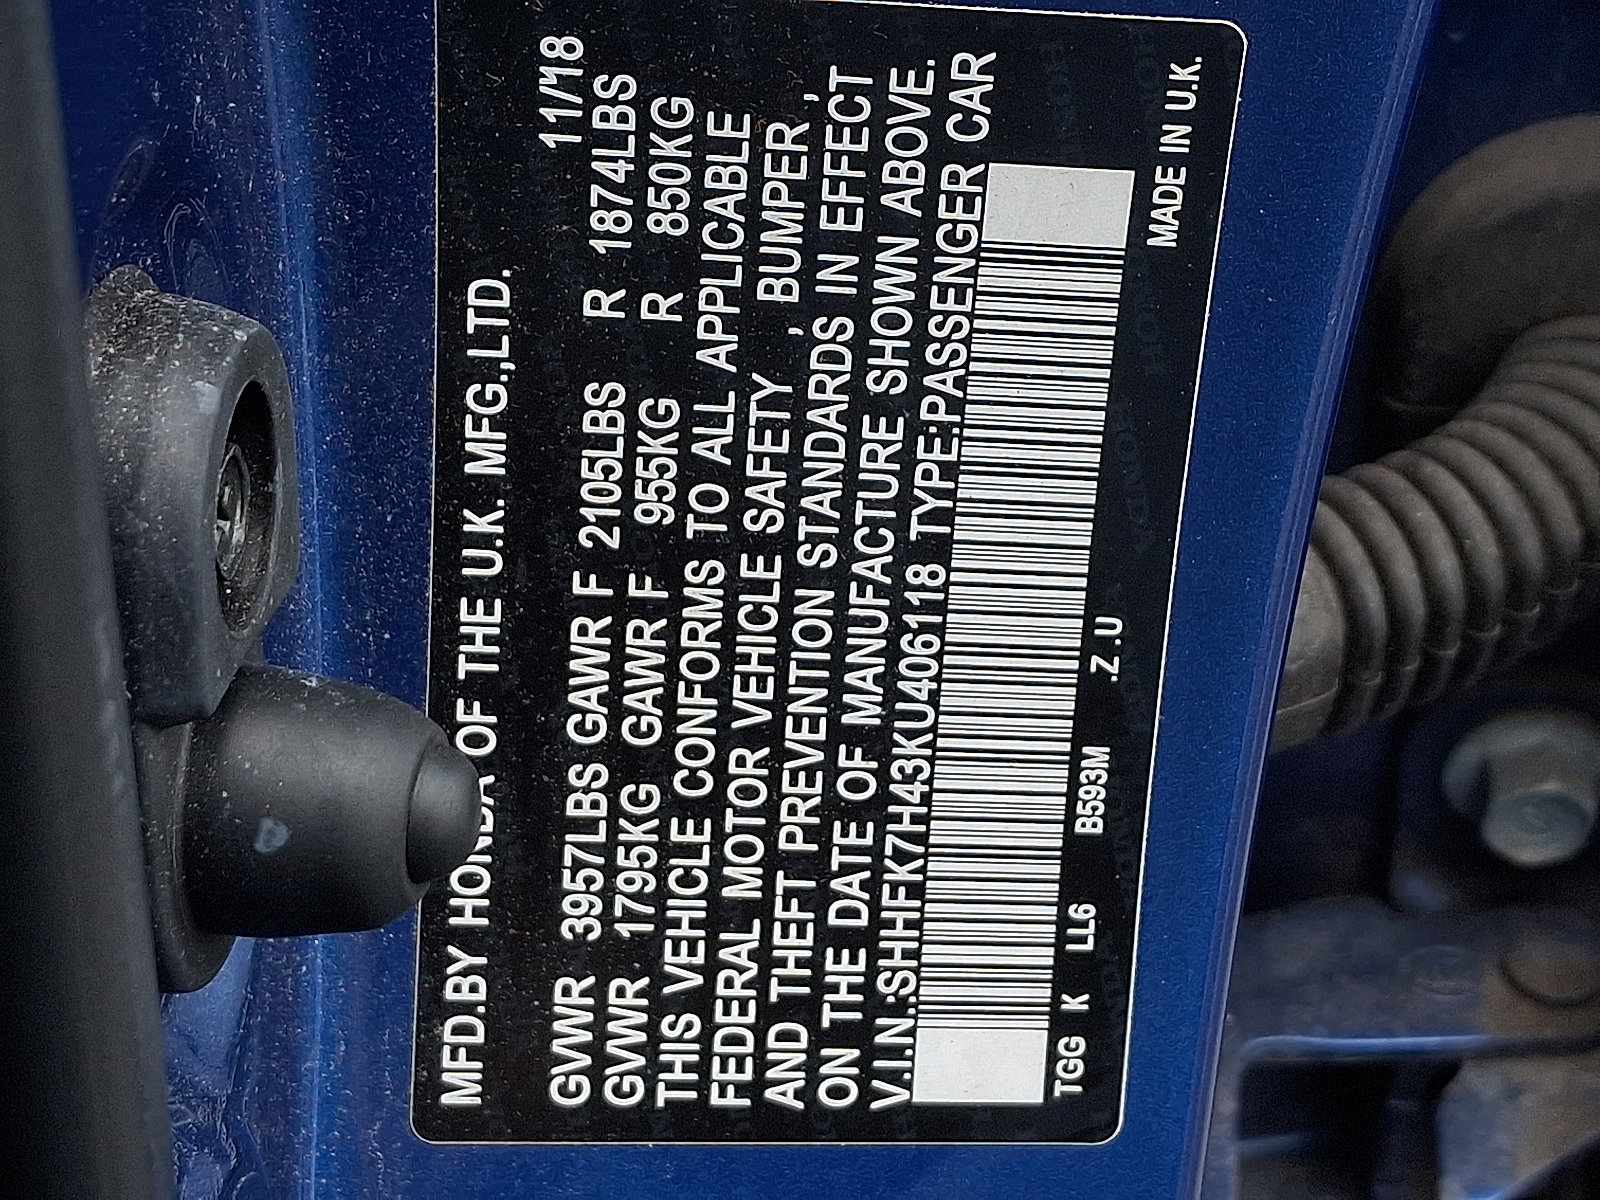 MFD.BY HONDA OF THE U.K. MFG.,LTD.
11/18
GVWR 3957LBS GAWR F 2105LBS R 1874LBS
GVWR 1795KG GAWR F 955KG R 850KG
THIS VEHICLE CONFORMS TO ALL APPLICABLE
FEDERAL MOTOR VEHICLE SAFETY , BUMPER ,
AND THEFT PREVENTION STANDARDS IN EFFECT
ON THE DATE OF MANUFACTURE SHOWN ABOVE.
V.I.N.:SHHFK7H43KU406118 TYPE:PASSENGER CAR
TGG K LL6 B593M .Z.U
MADE IN U.K.